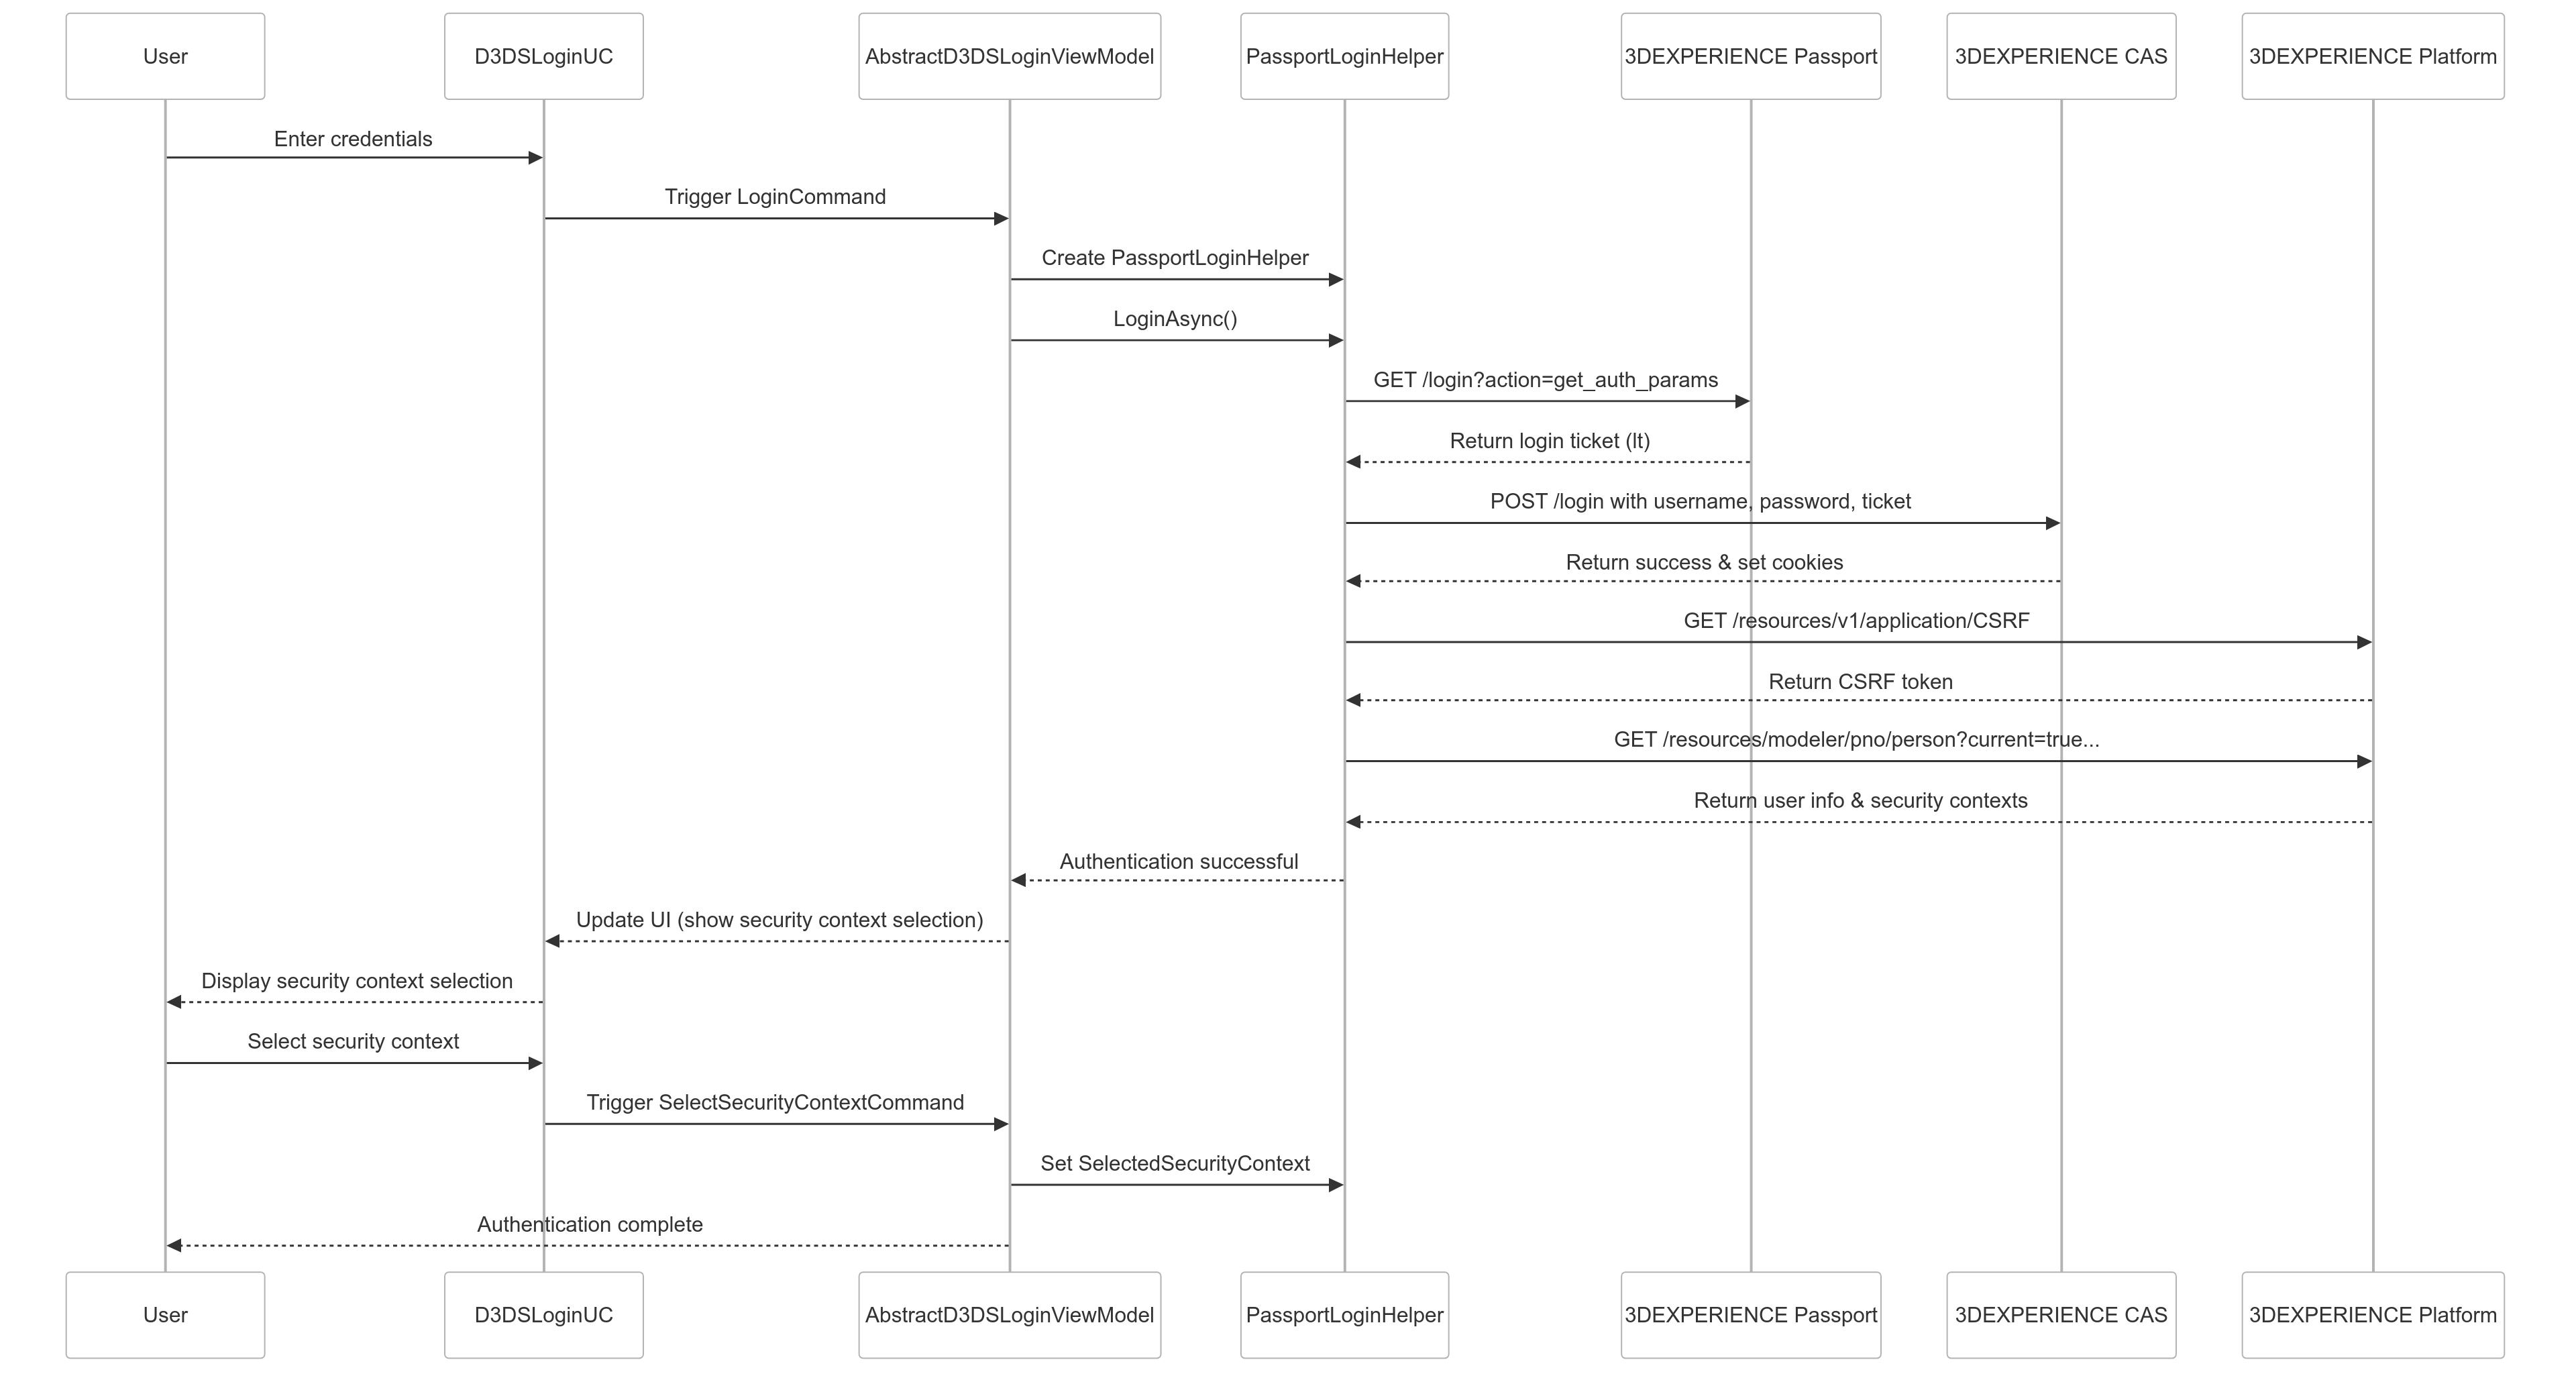 User
D3DSLoginUC
AbstractD3DSLoginViewModel
PassportLoginHelper
3DEXPERIENCE Passport
3DEXPERIENCE CAS
3DEXPERIENCE Platform
Enter credentials
Trigger LoginCommand
Create PassportLoginHelper
LoginAsync()
GET /login?action=get_auth_params
Return login ticket (lt)
POST /login with username, password, ticket
Return success & set cookies
GET /resources/v1/application/CSRF
Return CSRF token
GET /resources/modeler/pno/person?current=true...
Return user info & security contexts
Authentication successful
Update UI (show security context selection)
Display security context selection
Select security context
Trigger SelectSecurityContextCommand
Set SelectedSecurityContext
Authentication complete
User
D3DSLoginUC
AbstractD3DSLoginViewModel
PassportLoginHelper
3DEXPERIENCE Passport
3DEXPERIENCE CAS
3DEXPERIENCE Platform